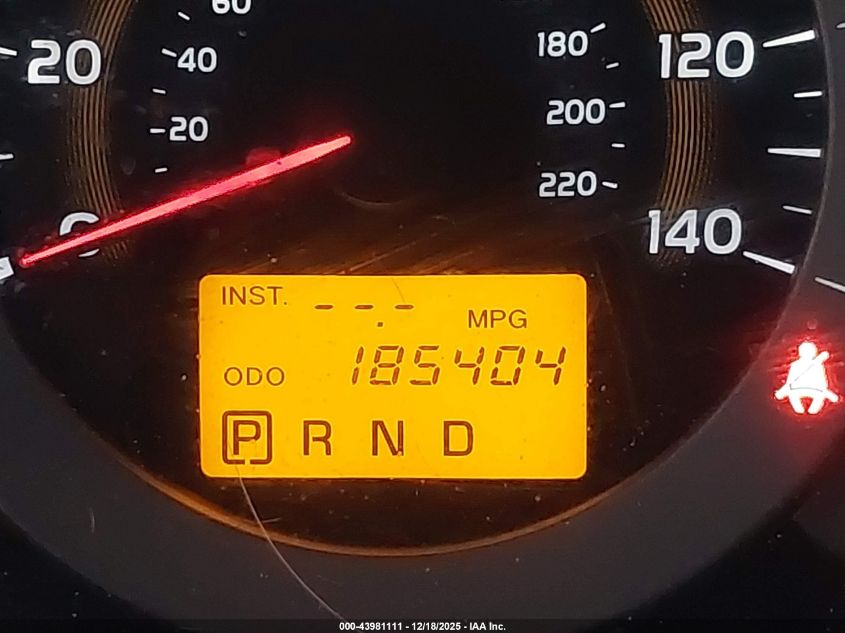 60
20 40 180 120
20 200
220
0 140
INST. --.- MPG
ODO 185404
P R N D
000-43981111 - 12/18/2025 - IAA Inc.